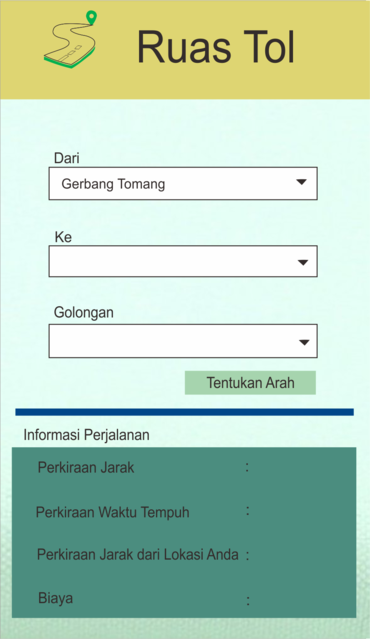 Ruas Tol
Dari
Gerbang Tomang
Ke
Golongan
Tentukan Arah
Informasi Perjalanan
Perkiraan Jarak :
Perkiraan Waktu Tempuh :
Perkiraan Jarak dari Lokasi Anda :
Biaya :